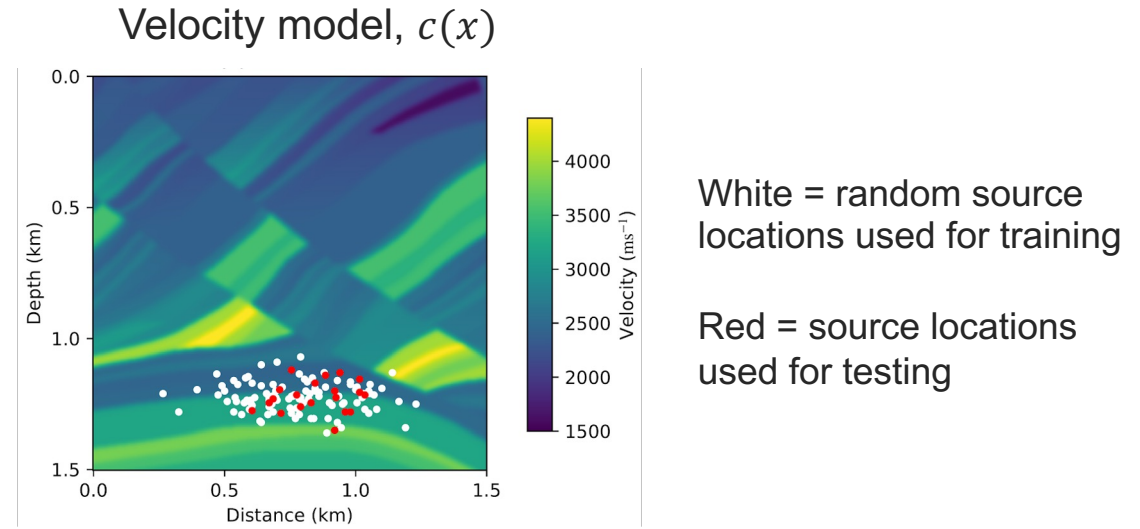 Velocity model, c(x)
0.0
0.5
1.0
1.5
Depth (km)
0.0 0.5 1.0 1.5
Distance (km)
4000
3500
3000
2500
2000
1500
Velocity (ms⁻¹)
White = random source
locations used for training
Red = source locations
used for testing